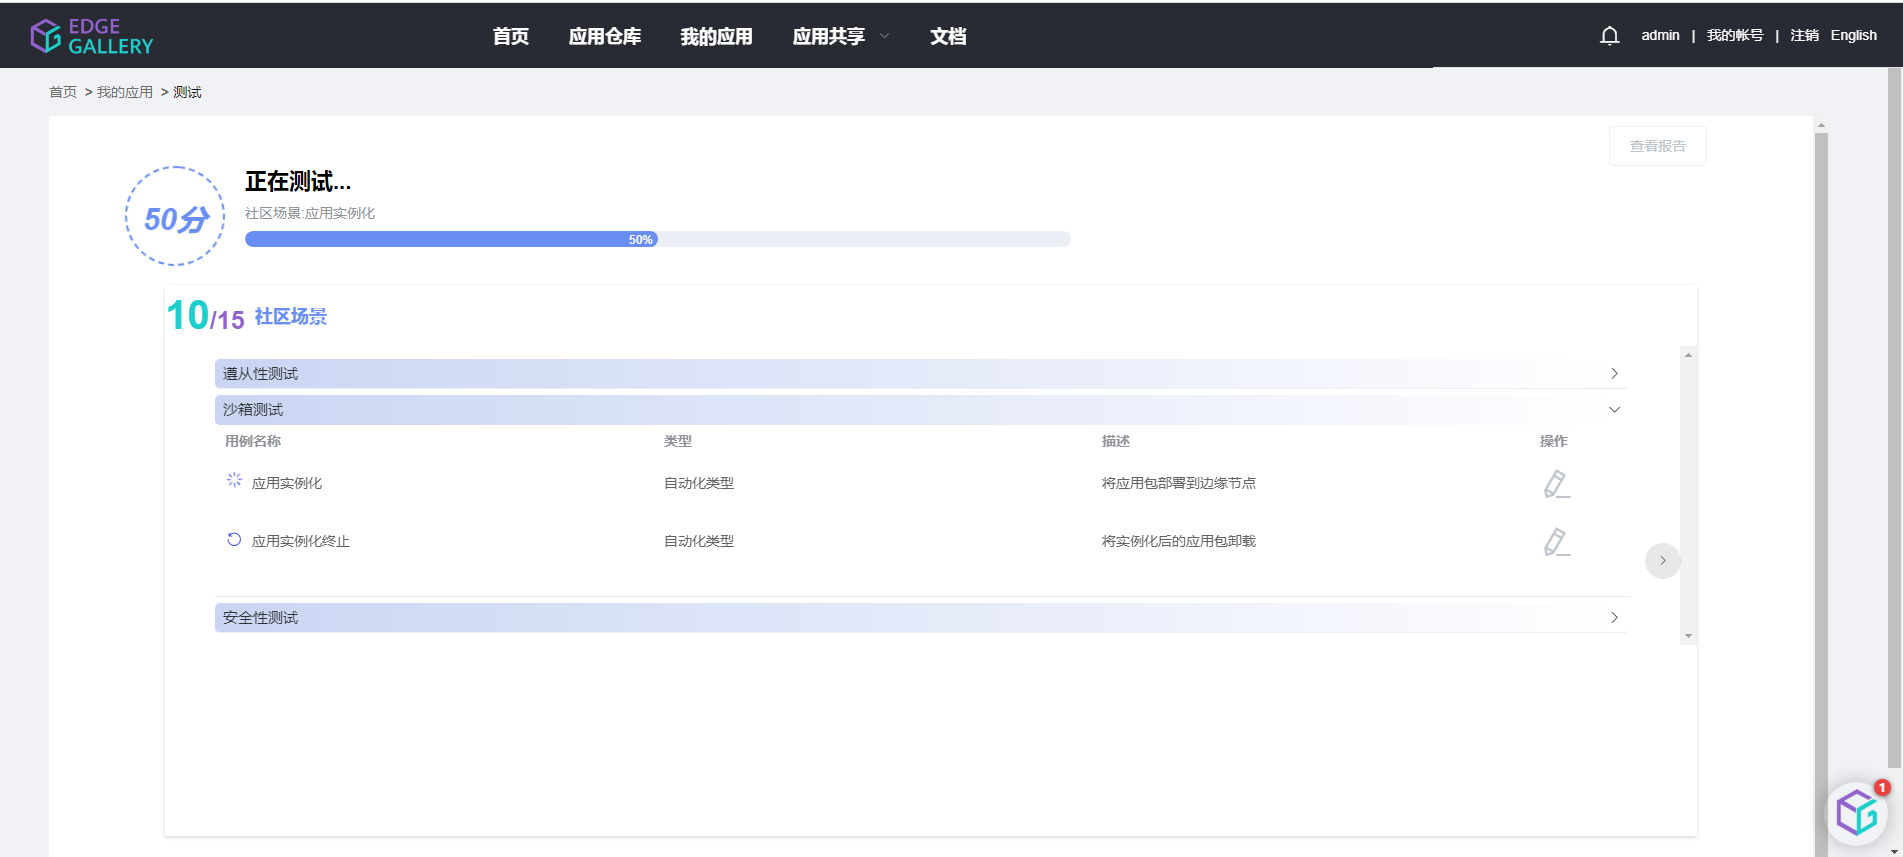 EDGE GALLERY
首页 应用仓库 我的应用 应用共享 文档 admin | 我的帐号 | 注销 English
首页 > 我的应用 > 测试
查看报告
50分
正在测试...
社区场景:应用实例化
50%
10/15 社区场景
遵从性测试
沙箱测试
用例名称 类型 描述 操作
应用实例化 自动化类型 将应用包部署到边缘节点
应用实例化终止 自动化类型 将实例化后的应用包卸载
安全性测试
1